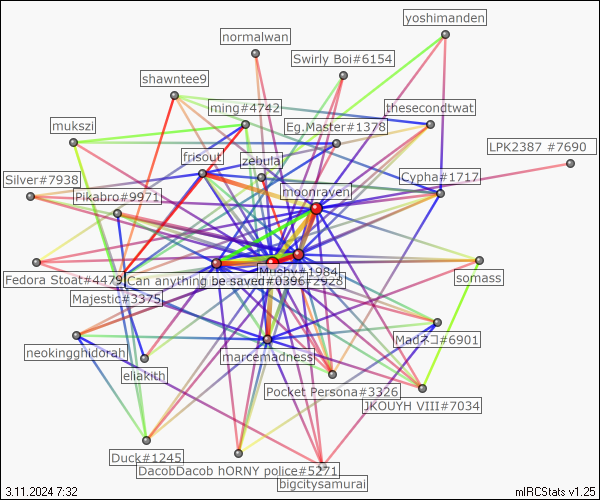 yoshimanden
normalwan
Swirly Boi#6154
shawntee9
ming#4742
thesecondtwat
mukszi
Eg.Master#1378
LPK2387 #7690
frisout
zebula
Silver#7938
Cypha#1717
Pikabro#9971
moonraven
Mushy#1984
Fedora Stoat#4479
Can anything be saved#0396
2928
somass
Majestic#3375
Madネコ#6901
neokingghidorah
marcemadness
eliakith
Pocket Persona#3326
JKOUYH VIII#7034
Duck#1245
DacobDacob hORNY police#5271
bigcitysamurai
3.11.2024 7:32
mIRCStats v1.25